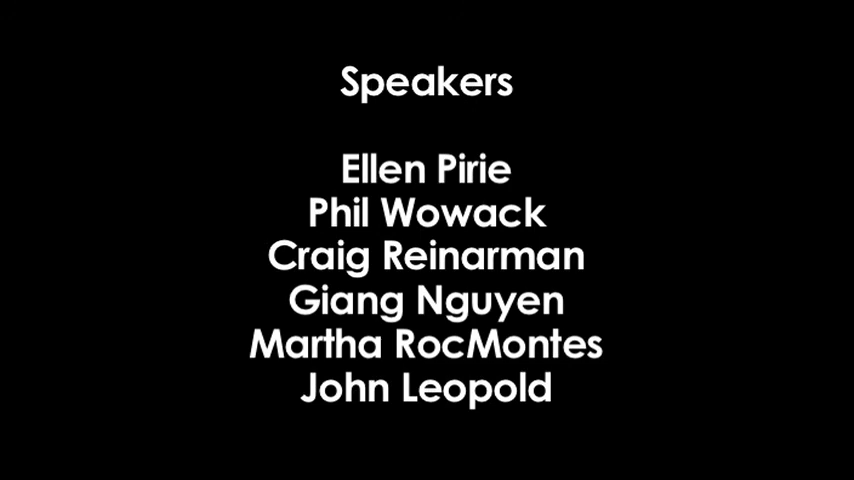 Speakers
Ellen Pirie
Phil Wowack
Craig Reinarman
Giang Nguyen
Martha RocMontes
John Leopold